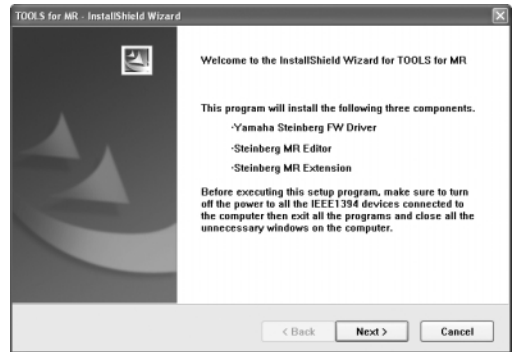 TOOLS for MR - InstallShield Wizard
Welcome to the InstallShield Wizard for TOOLS for MR
This program will install the following three components.
·Yamaha Steinberg FW Driver
·Steinberg MR Editor
·Steinberg MR Extension
Before executing this setup program, make sure to turn
off the power to all the IEEE1394 devices connected to
the computer then exit all the programs and close all the
unnecessary windows on the computer.
< Back
Next >
Cancel